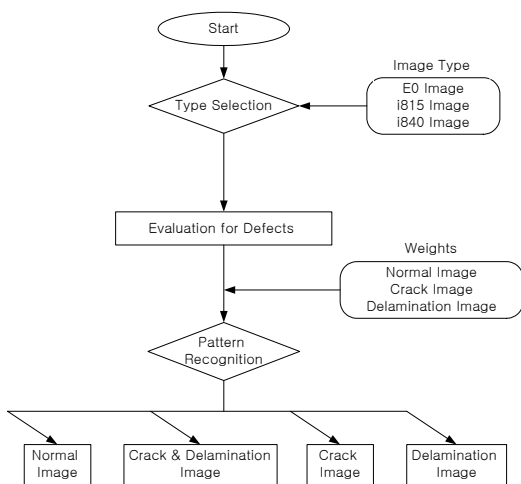 Start
Image Type
Type Selection
E0 Image
i815 Image
i840 Image
Evaluation for Defects
Weights
Normal Image
Crack Image
Delamination Image
Pattern
Recognition
Normal
Image
Crack & Delamination
Image
Crack
Image
Delamination
Image